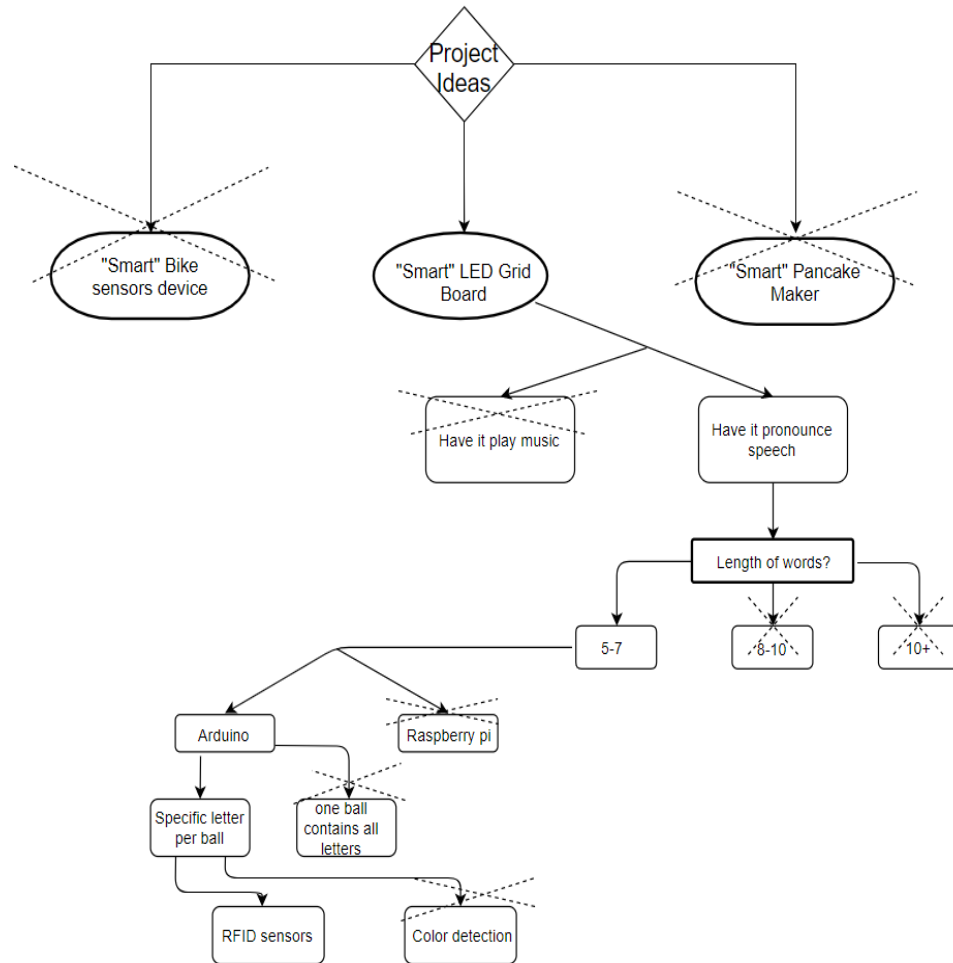 Project
Ideas
"Smart" Bike
sensors device
"Smart" LED Grid
Board
"Smart" Pancake
Maker
Have it play music
Have it pronounce
speech
Length of words?
5-7
8-10
10+
Arduino
Raspberry pi
Specific letter
per ball
one ball
contains all
letters
RFID sensors
Color detection